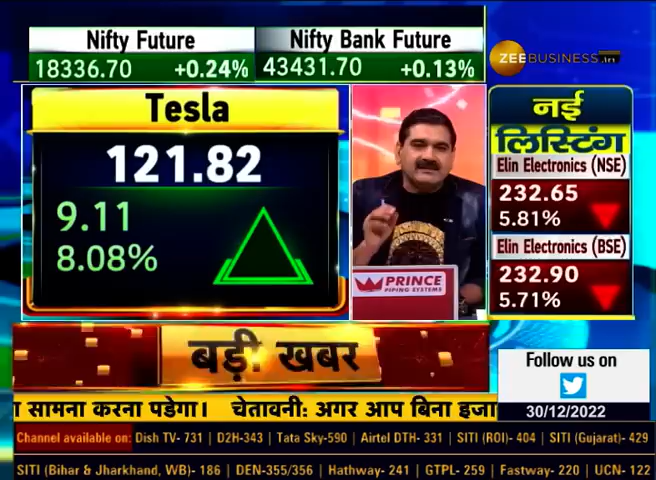 Nifty Future
18336.70 +0.24%
Nifty Bank Future
43431.70 +0.13%
ZEE BUSINESS
Tesla
121.82
9.11
8.08%
PRINCE
PIPING SYSTEMS
नई
लिस्टिंग
Elin Electronics (NSE)
232.65
5.81%
Elin Electronics (BSE)
232.90
5.71%
बड़ी खबर
Follow us on
30/12/2022
ा सामना करना पड़ेगा। चेतावनी: अगर आप बिना इजा
Channel available on: Dish TV- 731 | D2H-343 | Tata Sky-590 | Airtel DTH- 331 | SITI (ROI)- 404 | SITI (Gujarat)- 429
SITI (Bihar & Jharkhand, WB)- 186 | DEN-355/356 | Hathway- 241 | GTPL- 259 | Fastway- 220 | UCN- 122